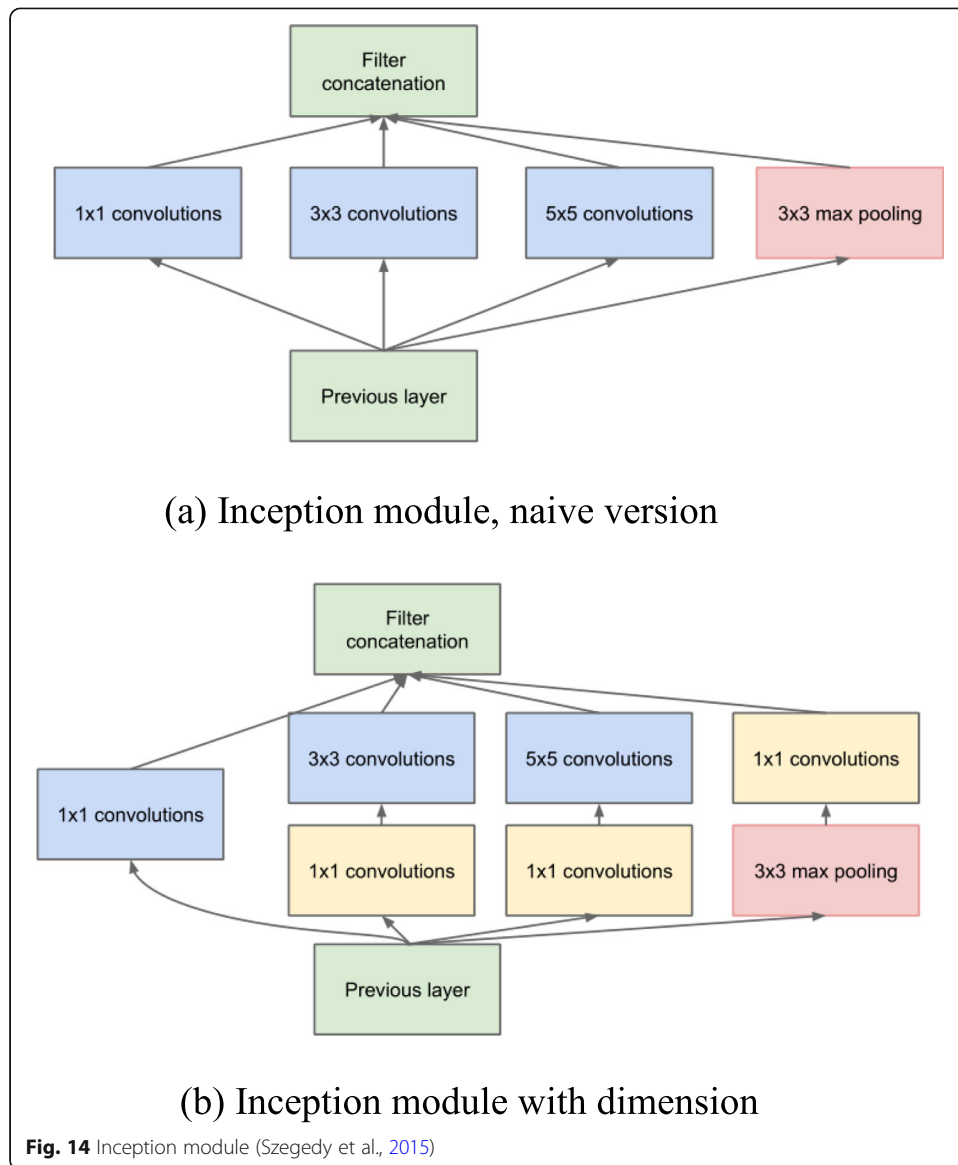 Filter
concatenation
1x1 convolutions
3x3 convolutions
5x5 convolutions
3x3 max pooling
Previous layer
(a) Inception module, naive version
Filter
concatenation
3x3 convolutions
5x5 convolutions
1x1 convolutions
1x1 convolutions
1x1 convolutions
1x1 convolutions
3x3 max pooling
Previous layer
(b) Inception module with dimension
Fig. 14 Inception module (Szegedy et al., 2015)